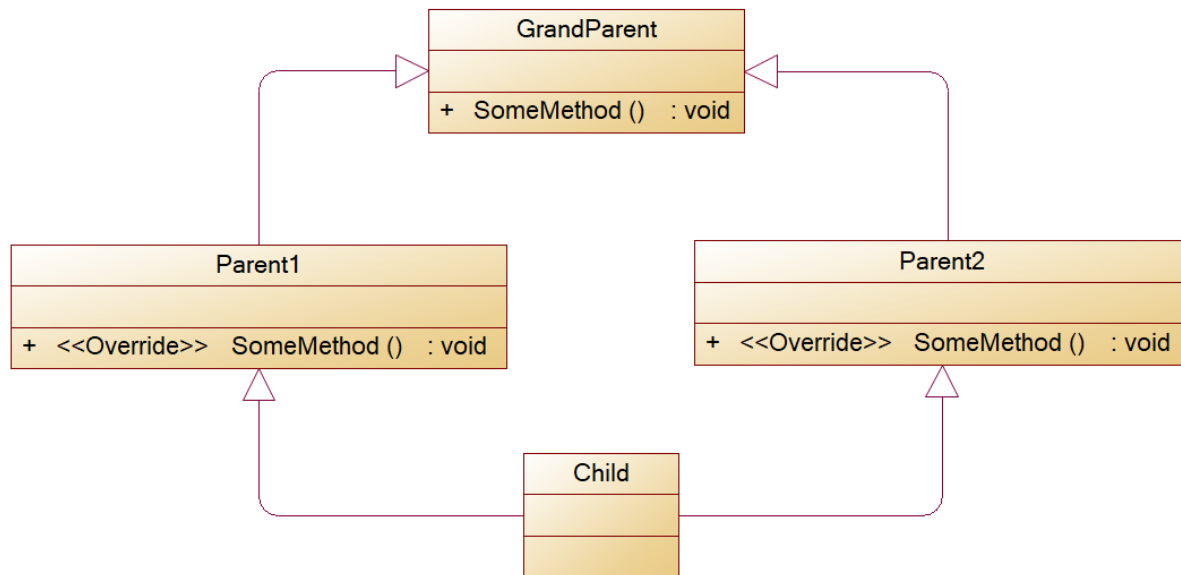 GrandParent
+ SomeMethod () : void
Parent1
+ <<Override>> SomeMethod () : void
Parent2
+ <<Override>> SomeMethod () : void
Child